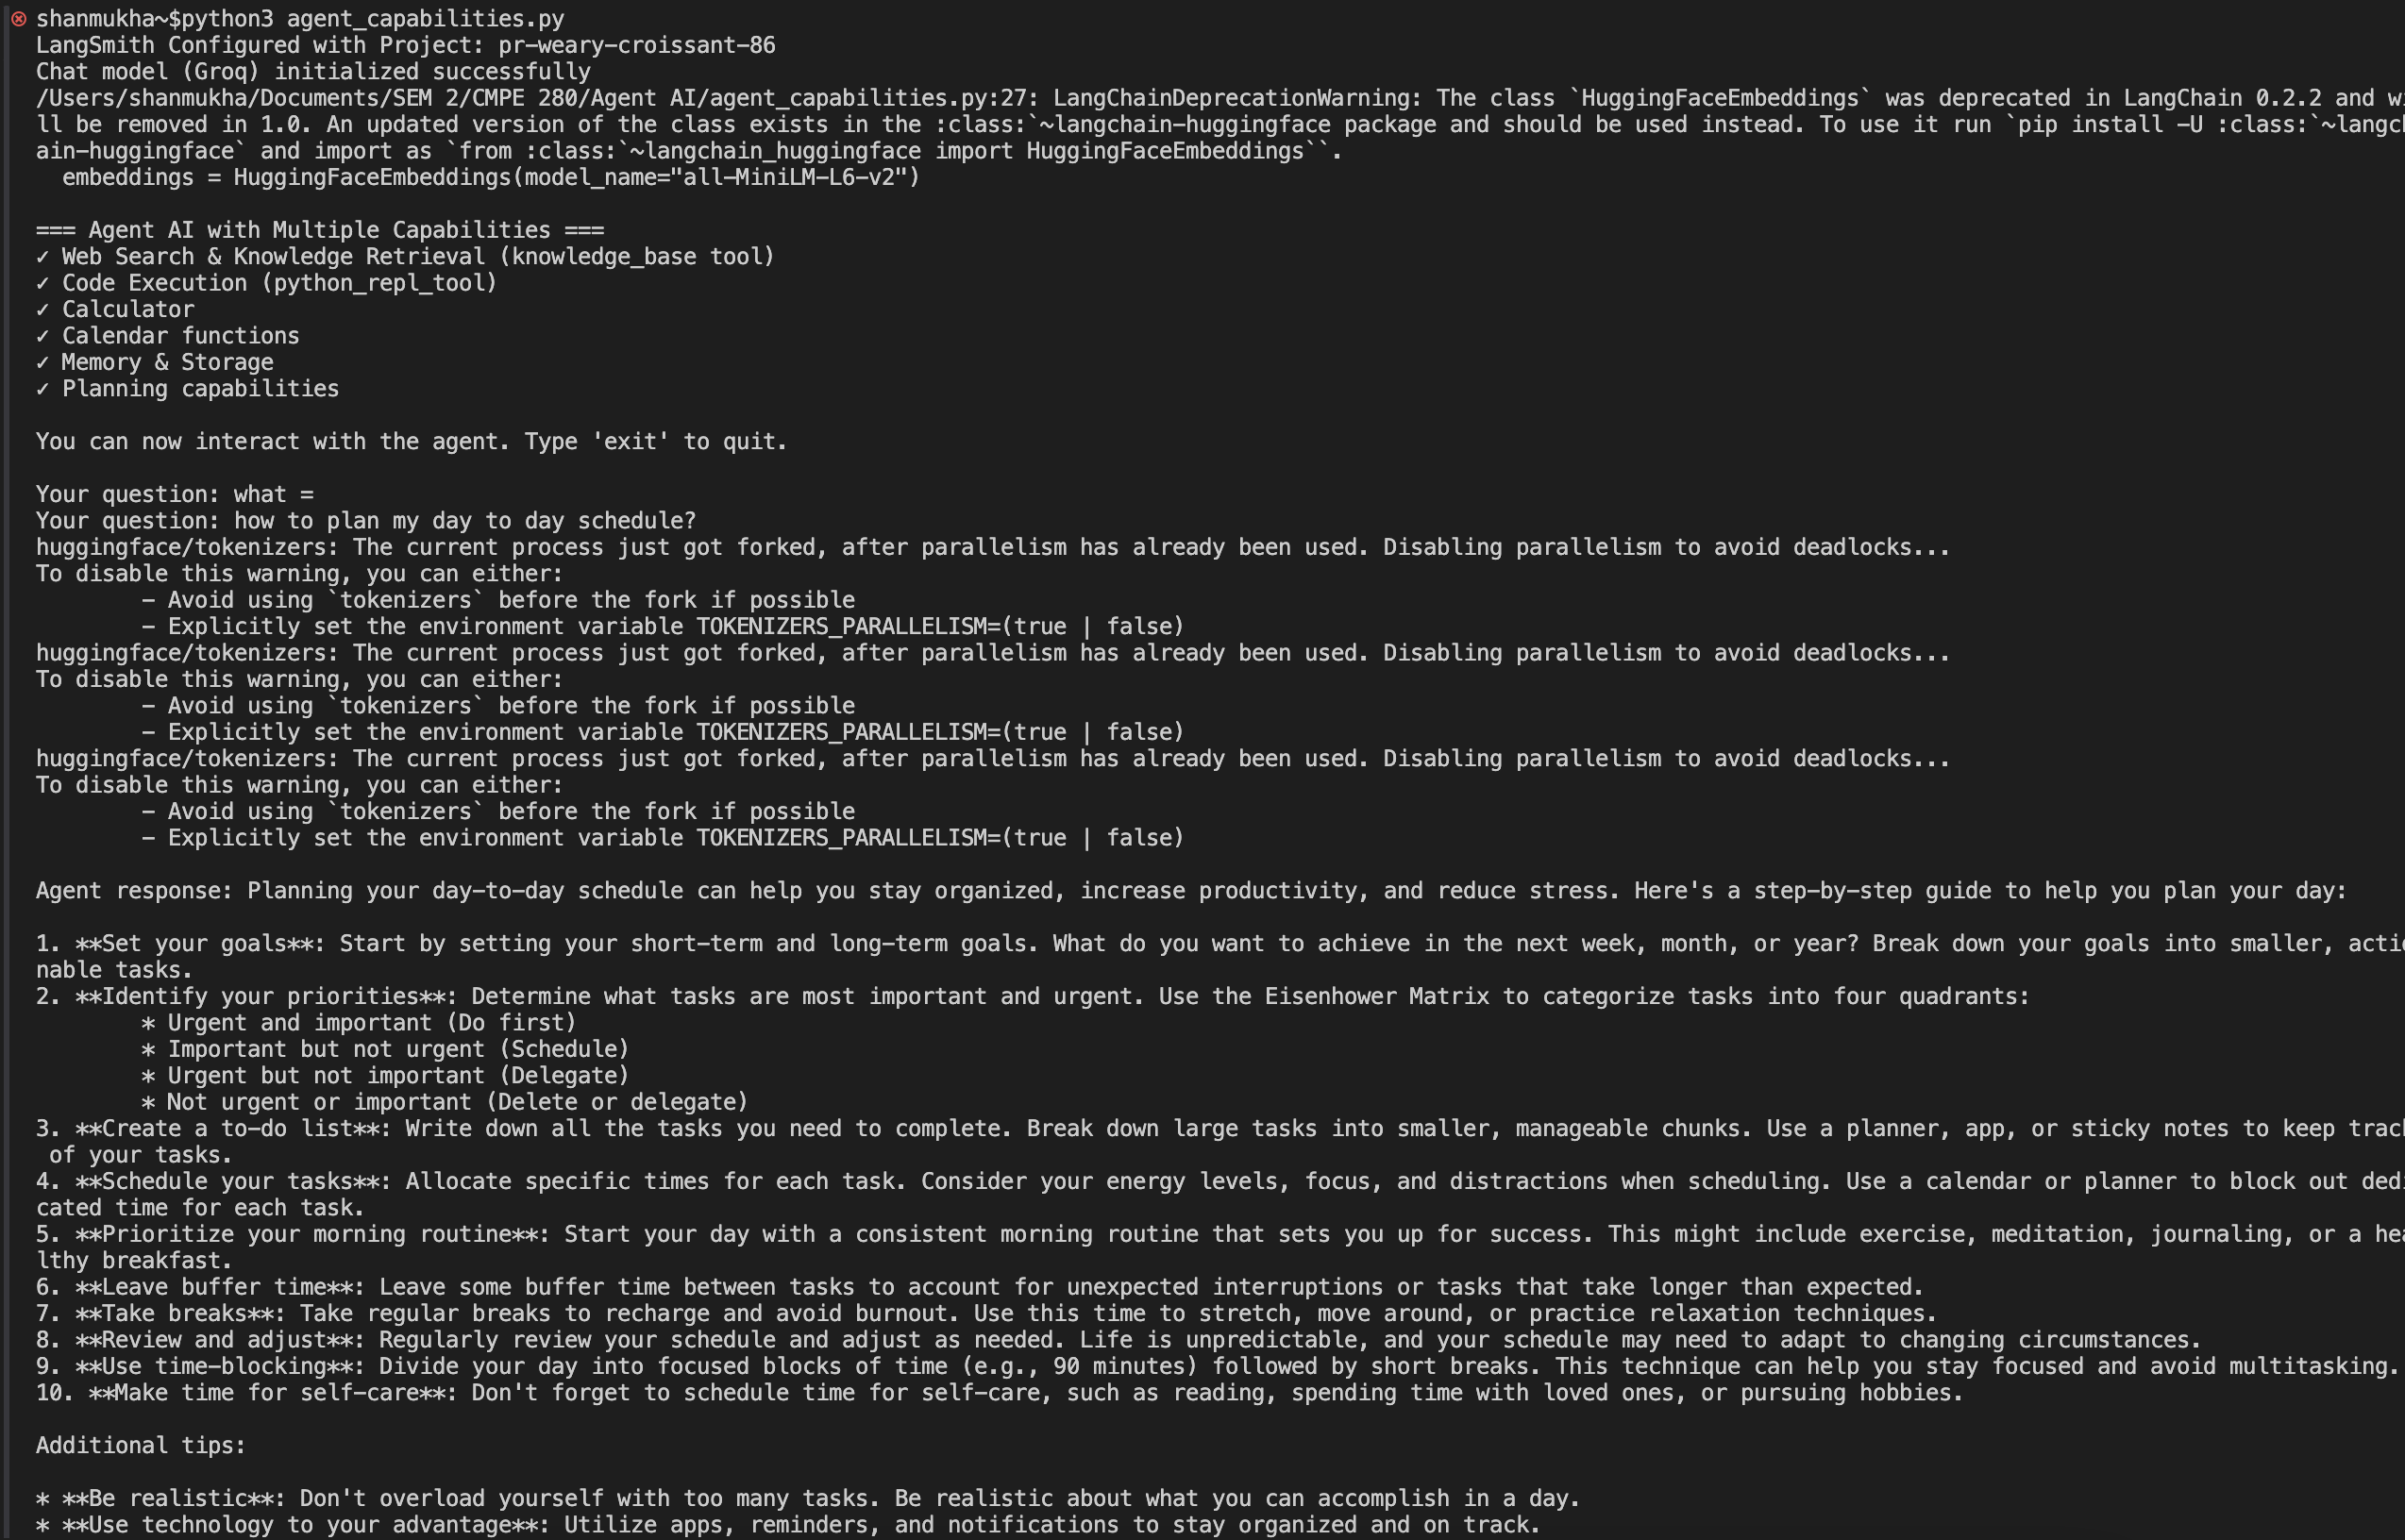 shanmukha~$python3 agent_capabilities.py
LangSmith Configured with Project: pr-weary-croissant-86
Chat model (Groq) initialized successfully
/Users/shanmukha/Documents/SEM 2/CMPE 280/Agent AI/agent_capabilities.py:27: LangChainDeprecationWarning: The class `HuggingFaceEmbeddings` was deprecated in LangChain 0.2.2 and wi
ll be removed in 1.0. An updated version of the class exists in the :class:`~langchain-huggingface package and should be used instead. To use it run `pip install -U :class:`~langch
ain-huggingface` and import as `from :class:`~langchain_huggingface import HuggingFaceEmbeddings``.
  embeddings = HuggingFaceEmbeddings(model_name="all-MiniLM-L6-v2")

=== Agent AI with Multiple Capabilities ===
✓ Web Search & Knowledge Retrieval (knowledge_base tool)
✓ Code Execution (python_repl_tool)
✓ Calculator
✓ Calendar functions
✓ Memory & Storage
✓ Planning capabilities

You can now interact with the agent. Type 'exit' to quit.

Your question: what =
Your question: how to plan my day to day schedule?
huggingface/tokenizers: The current process just got forked, after parallelism has already been used. Disabling parallelism to avoid deadlocks...
To disable this warning, you can either:
        - Avoid using `tokenizers` before the fork if possible
        - Explicitly set the environment variable TOKENIZERS_PARALLELISM=(true | false)
huggingface/tokenizers: The current process just got forked, after parallelism has already been used. Disabling parallelism to avoid deadlocks...
To disable this warning, you can either:
        - Avoid using `tokenizers` before the fork if possible
        - Explicitly set the environment variable TOKENIZERS_PARALLELISM=(true | false)
huggingface/tokenizers: The current process just got forked, after parallelism has already been used. Disabling parallelism to avoid deadlocks...
To disable this warning, you can either:
        - Avoid using `tokenizers` before the fork if possible
        - Explicitly set the environment variable TOKENIZERS_PARALLELISM=(true | false)

Agent response: Planning your day-to-day schedule can help you stay organized, increase productivity, and reduce stress. Here's a step-by-step guide to help you plan your day:

1. **Set your goals**: Start by setting your short-term and long-term goals. What do you want to achieve in the next week, month, or year? Break down your goals into smaller, actio
nable tasks.
2. **Identify your priorities**: Determine what tasks are most important and urgent. Use the Eisenhower Matrix to categorize tasks into four quadrants:
        * Urgent and important (Do first)
        * Important but not urgent (Schedule)
        * Urgent but not important (Delegate)
        * Not urgent or important (Delete or delegate)
3. **Create a to-do list**: Write down all the tasks you need to complete. Break down large tasks into smaller, manageable chunks. Use a planner, app, or sticky notes to keep track
 of your tasks.
4. **Schedule your tasks**: Allocate specific times for each task. Consider your energy levels, focus, and distractions when scheduling. Use a calendar or planner to block out dedi
cated time for each task.
5. **Prioritize your morning routine**: Start your day with a consistent morning routine that sets you up for success. This might include exercise, meditation, journaling, or a hea
lthy breakfast.
6. **Leave buffer time**: Leave some buffer time between tasks to account for unexpected interruptions or tasks that take longer than expected.
7. **Take breaks**: Take regular breaks to recharge and avoid burnout. Use this time to stretch, move around, or practice relaxation techniques.
8. **Review and adjust**: Regularly review your schedule and adjust as needed. Life is unpredictable, and your schedule may need to adapt to changing circumstances.
9. **Use time-blocking**: Divide your day into focused blocks of time (e.g., 90 minutes) followed by short breaks. This technique can help you stay focused and avoid multitasking.
10. **Make time for self-care**: Don't forget to schedule time for self-care, such as reading, spending time with loved ones, or pursuing hobbies.

Additional tips:

* **Be realistic**: Don't overload yourself with too many tasks. Be realistic about what you can accomplish in a day.
* **Use technology to your advantage**: Utilize apps, reminders, and notifications to stay organized and on track.